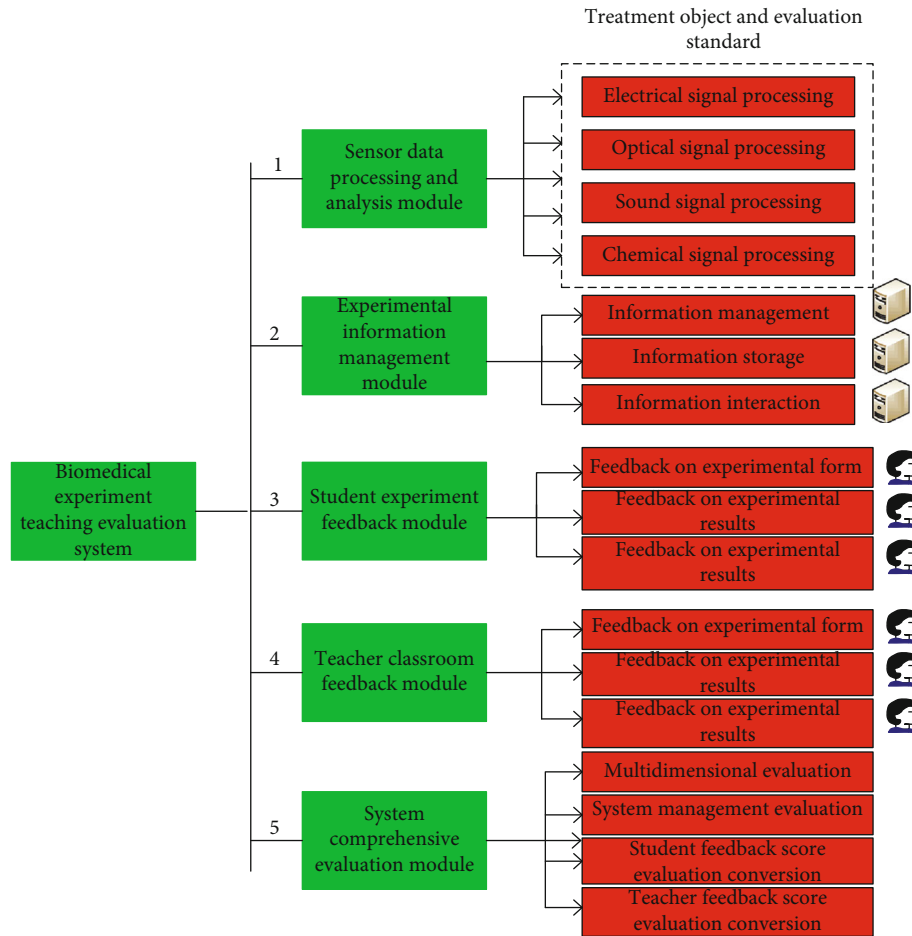 Treatment object and evaluation
standard
Electrical signal processing
Optical signal processing
Sound signal processing
Chemical signal processing
1
Sensor data
processing and
analysis module
2
Experimental
information
management
module
Information management
Information storage
Information interaction
Biomedical
experiment
teaching evaluation
system
3
Student experiment
feedback module
Feedback on experimental form
Feedback on experimental
results
Feedback on experimental
results
4
Teacher classroom
feedback module
Feedback on experimental form
Feedback on experimental
results
Feedback on experimental
results
5
System
comprehensive
evaluation module
Multidimensional evaluation
System management evaluation
Student feedback score
evaluation conversion
Teacher feedback score
evaluation conversion